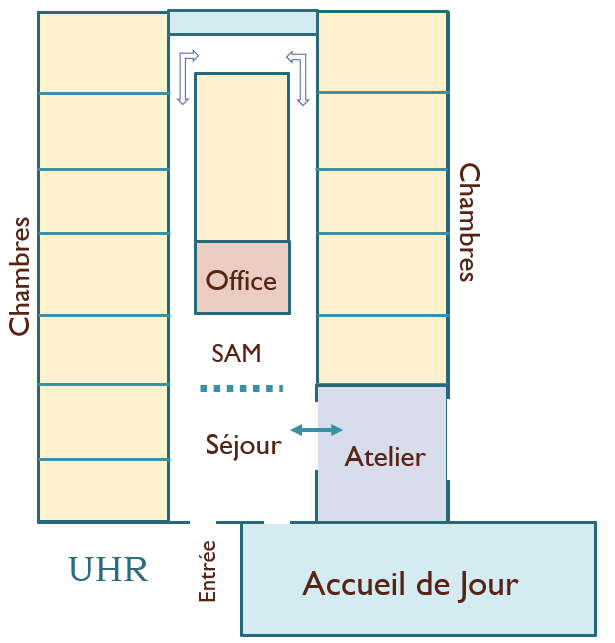 Chambres
Chambres
Office
SAM
Séjour
Atelier
UHR
Entrée
Accueil de Jour